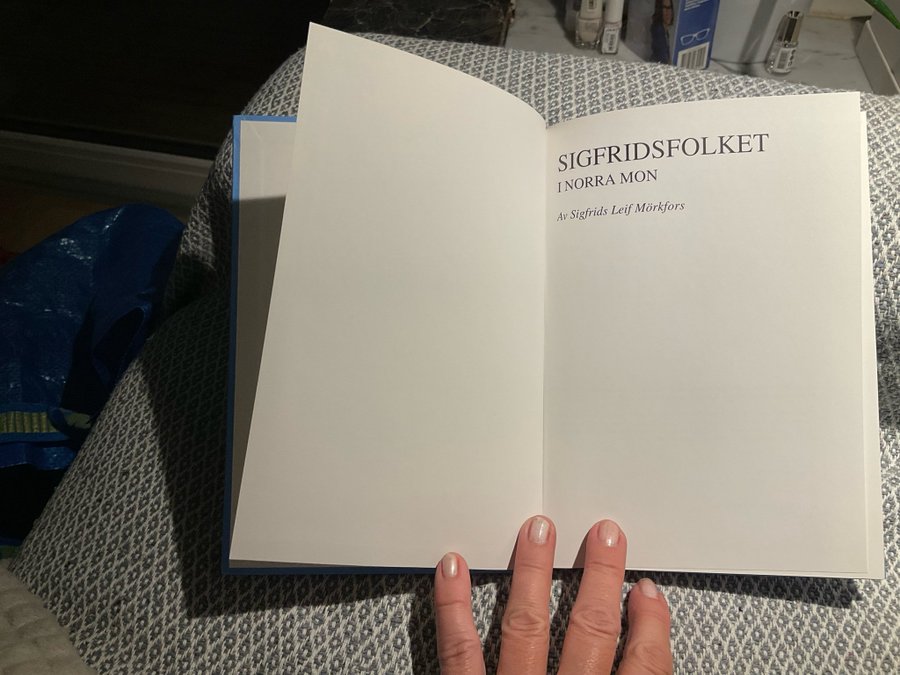 SIGFRIDSFOLKET
I NORRA MON
Av Sigfrids Leif Mörkfors